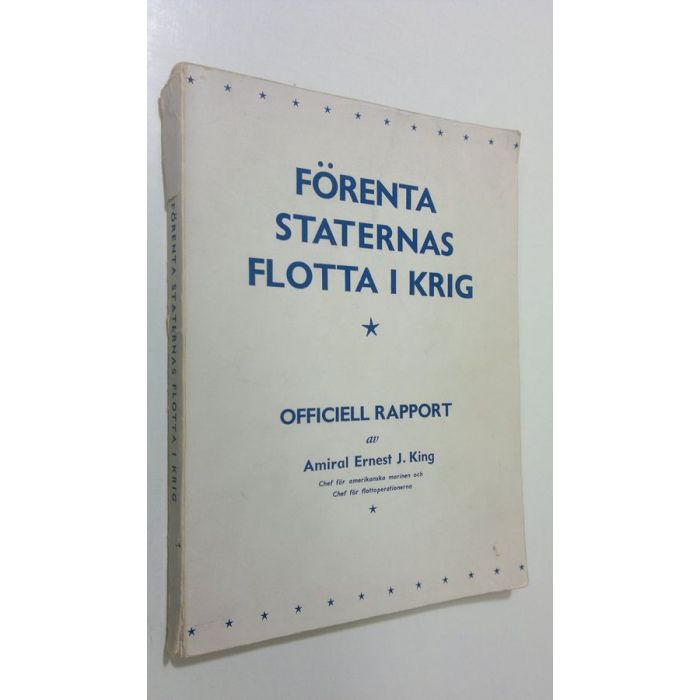 FÖRENTA
STATERNAS
FLOTTA I KRIG
OFFICIELL RAPPORT
av
Amiral Ernest J. King
Chef för amerikanska marinen och
Chef för flottoperationerna
FÖRENTA STATERNAS FLOTTA I KRIG